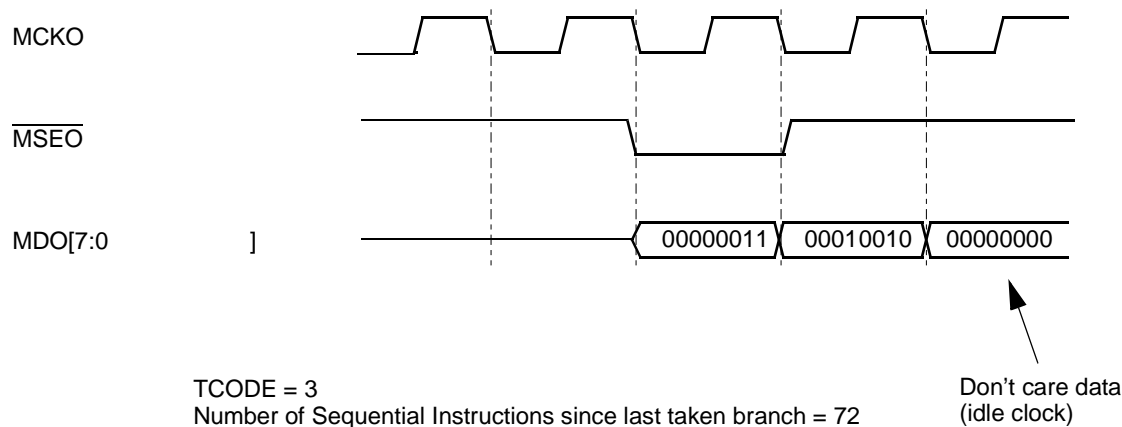 MCKO
MSEO
MDO[7:0 ]
00000011 00010010 00000000
TCODE = 3
Number of Sequential Instructions since last taken branch = 72
Don't care data
(idle clock)